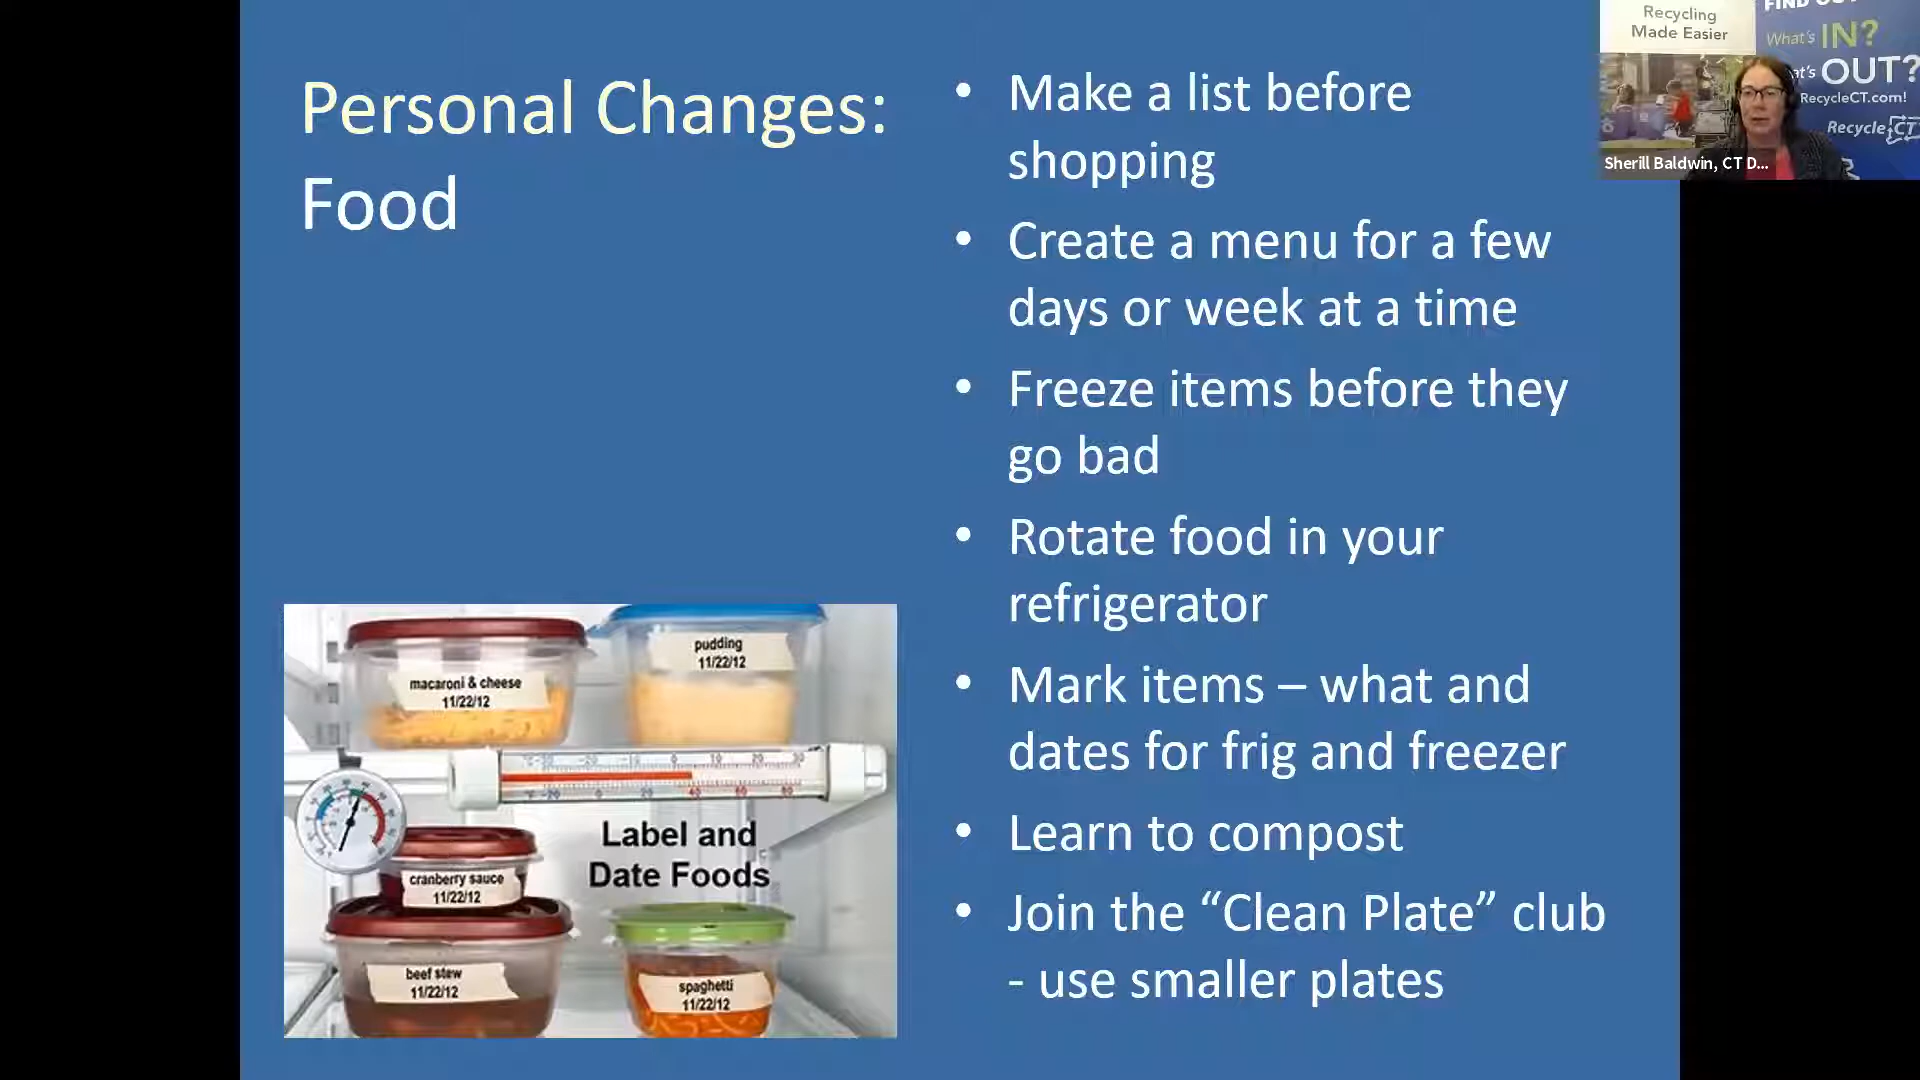 Personal Changes:
Food
• Make a list before
shopping
• Create a menu for a few
days or week at a time
• Freeze items before they
go bad
• Rotate food in your
refrigerator
• Mark items – what and
dates for frig and freezer
• Learn to compost
• Join the “Clean Plate” club
- use smaller plates
macaroni & cheese
11/22/12
pudding
11/22/12
Label and
Date Foods
cranberry sauce
11/22/12
beef stew
11/22/12
spaghetti
11/22/12
Recycling
Made Easier
What's IN?
OUT?
RecycleCT.com!
RecycleCT
Sherill Baldwin, CT D...